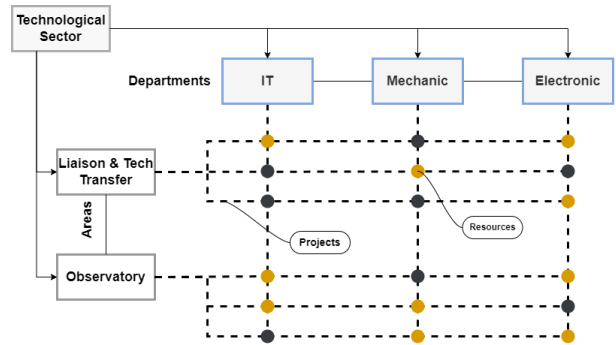 Technological
Sector
Departments
IT
Mechanic
Electronic
Liaison & Tech
Transfer
Areas
Projects
Resources
Observatory